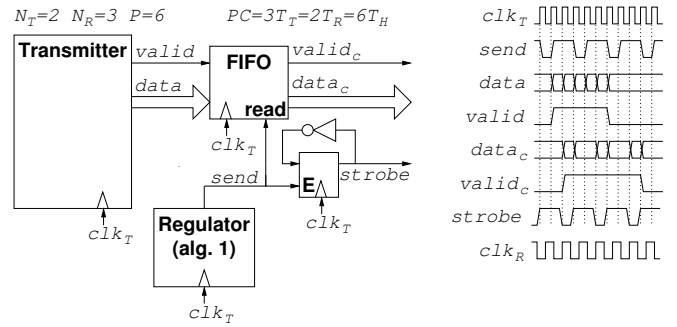 N_T=2 N_R=3 P=6
PC=3T_T=2T_R=6T_H
Transmitter
valid
data
FIFO
read
clk_T
valid_c
data_c
send
E
strobe
clk_T
clk_T
Regulator
(alg. 1)
clk_T
clk_T
send
data
valid
data_c
valid_c
strobe
clk_R